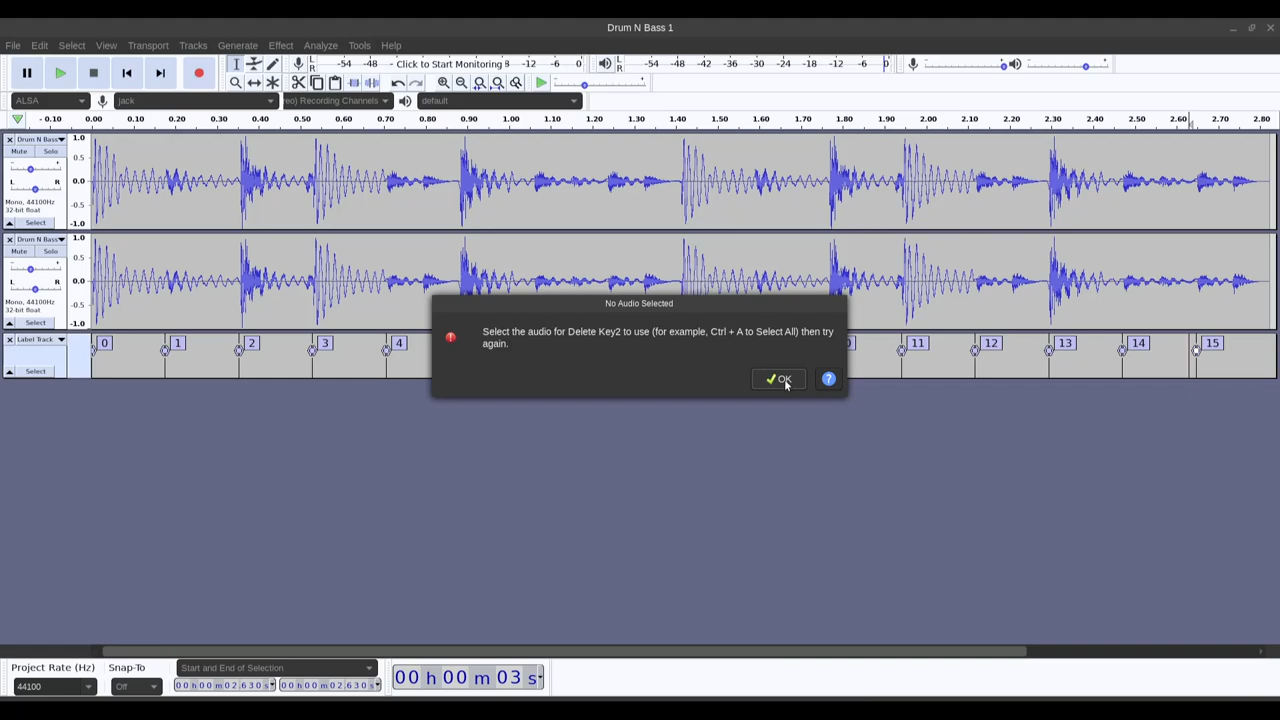 Drum N Bass 1
File Edit Select View Transport Tracks Generate Effect Analyze Tools Help
L R -54 -48 - Click to Start Monitoring 8 -12 -6 0 L R -54 -48 -42 -36 -30 -24 -18 -12 -6 0
ALSA jack eo) Recording Channels default
- 0.10 0.00 0.10 0.20 0.30 0.40 0.50 0.60 0.70 0.80 0.90 1.00 1.10 1.20 1.30 1.40 1.50 1.60 1.70 1.80 1.90 2.00 2.10 2.20 2.30 2.40 2.50 2.60 2.70 2.80
Drum N Bass 1.0
Mute Solo
- + 0.5
L R 0.0
Mono, 44100Hz -0.5
32-bit float
Select -1.0
Drum N Bass 1.0
Mute Solo
- + 0.5
L R 0.0
Mono, 44100Hz -0.5
32-bit float
Select -1.0
No Audio Selected
Select the audio for Delete Key2 to use (for example, Ctrl + A to Select All) then try
again.
OK ?
Label Track 0 1 2 3 4 0 11 12 13 14 15
Select
Project Rate (Hz) Snap-To Start and End of Selection
44100 Off 00 h 00 m 02.630 s 00 h 00 m 02.630 s
00 h 00 m 03 s